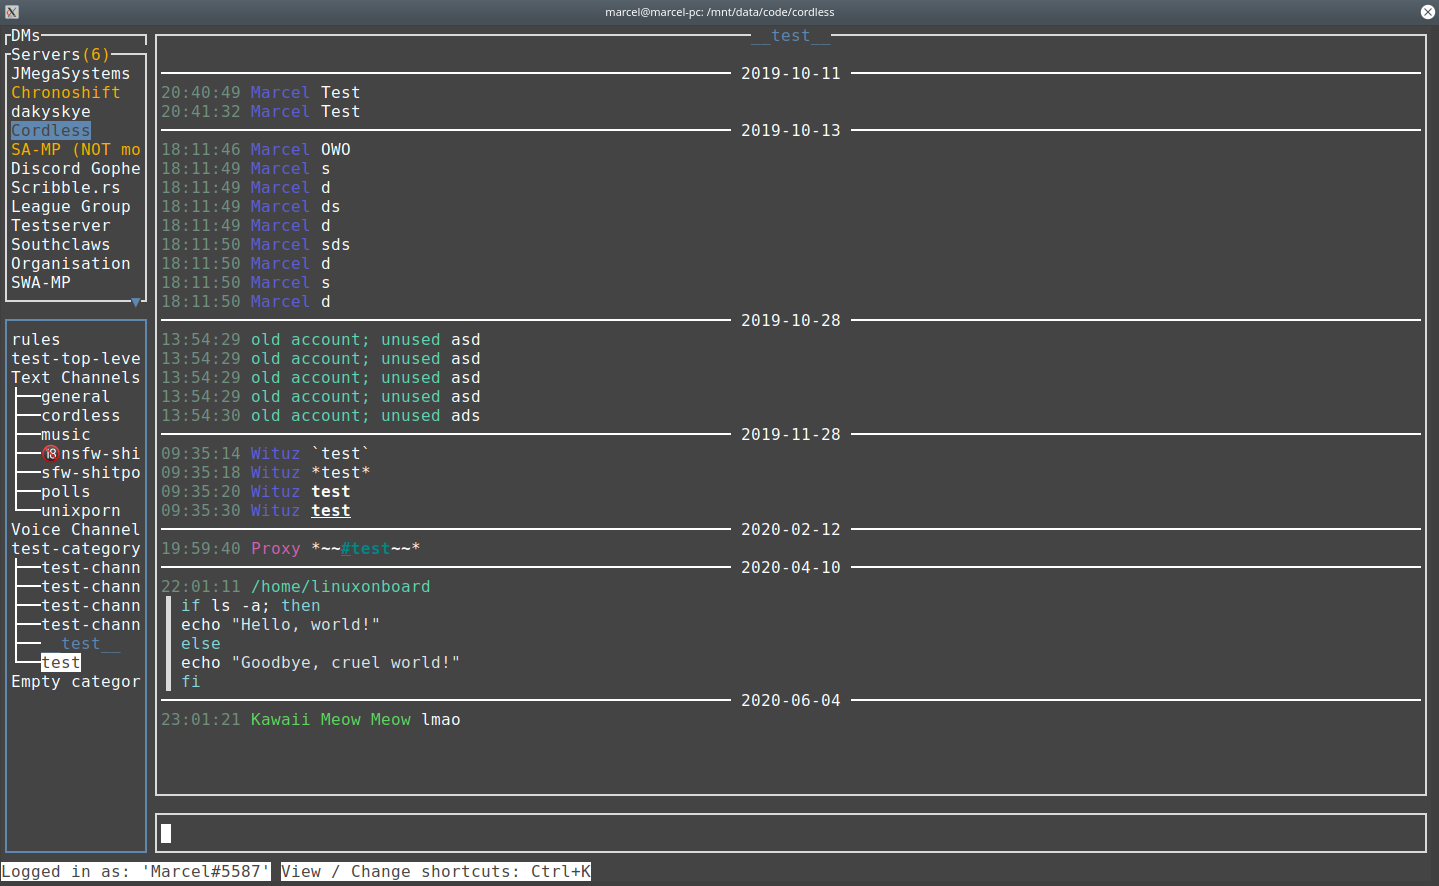 marcel@marcel-pc: /mnt/data/code/cordless
DMs
Servers(6)
JMegaSystems
Chronoshift
dakyskye
Cordless
SA-MP (NOT mo
Discord Gophe
Scribble.rs
League Group
Testserver
Southclaws
Organisation
SWA-MP
▼
rules
test-top-leve
Text Channels
general
cordless
music
🔞nsfw-shi
sfw-shitpo
polls
unixporn
Voice Channel
test-category
test-chann
test-chann
test-chann
test-chann
__test__
test
Empty categor
__test__
2019-10-11
20:40:49 Marcel Test
20:41:32 Marcel Test
2019-10-13
18:11:46 Marcel OWO
18:11:49 Marcel s
18:11:49 Marcel d
18:11:49 Marcel ds
18:11:49 Marcel d
18:11:50 Marcel sds
18:11:50 Marcel d
18:11:50 Marcel s
18:11:50 Marcel d
2019-10-28
13:54:29 old account; unused asd
13:54:29 old account; unused asd
13:54:29 old account; unused asd
13:54:29 old account; unused asd
13:54:30 old account; unused ads
2019-11-28
09:35:14 Wituz `test`
09:35:18 Wituz *test*
09:35:20 Wituz test
09:35:30 Wituz test
2020-02-12
19:59:40 Proxy *~~#test~~*
2020-04-10
22:01:11 /home/linuxonboard
if ls -a; then
echo "Hello, world!"
else
echo "Goodbye, cruel world!"
fi
2020-06-04
23:01:21 Kawaii Meow Meow lmao
Logged in as: 'Marcel#5587' View / Change shortcuts: Ctrl+K